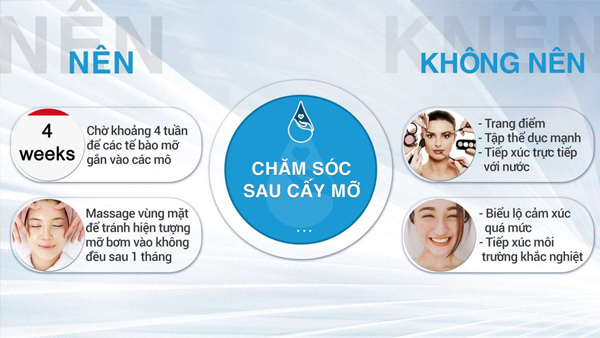 NÊN
NÊN
4
weeks
Chờ khoảng 4 tuần
để các tế bào mỡ
gắn vào các mô
Massage vùng mặt
để tránh hiện tượng
mỡ bơm vào không
đều sau 1 tháng
CHĂM SÓC
SAU CẤY MỠ
...
KNÊN
KHÔNG NÊN
- Trang điểm
- Tập thể dục mạnh
- Tiếp xúc trực tiếp
với nước
- Biểu lộ cảm xúc
quá mức
- Tiếp xúc môi
trường khắc nghiệt